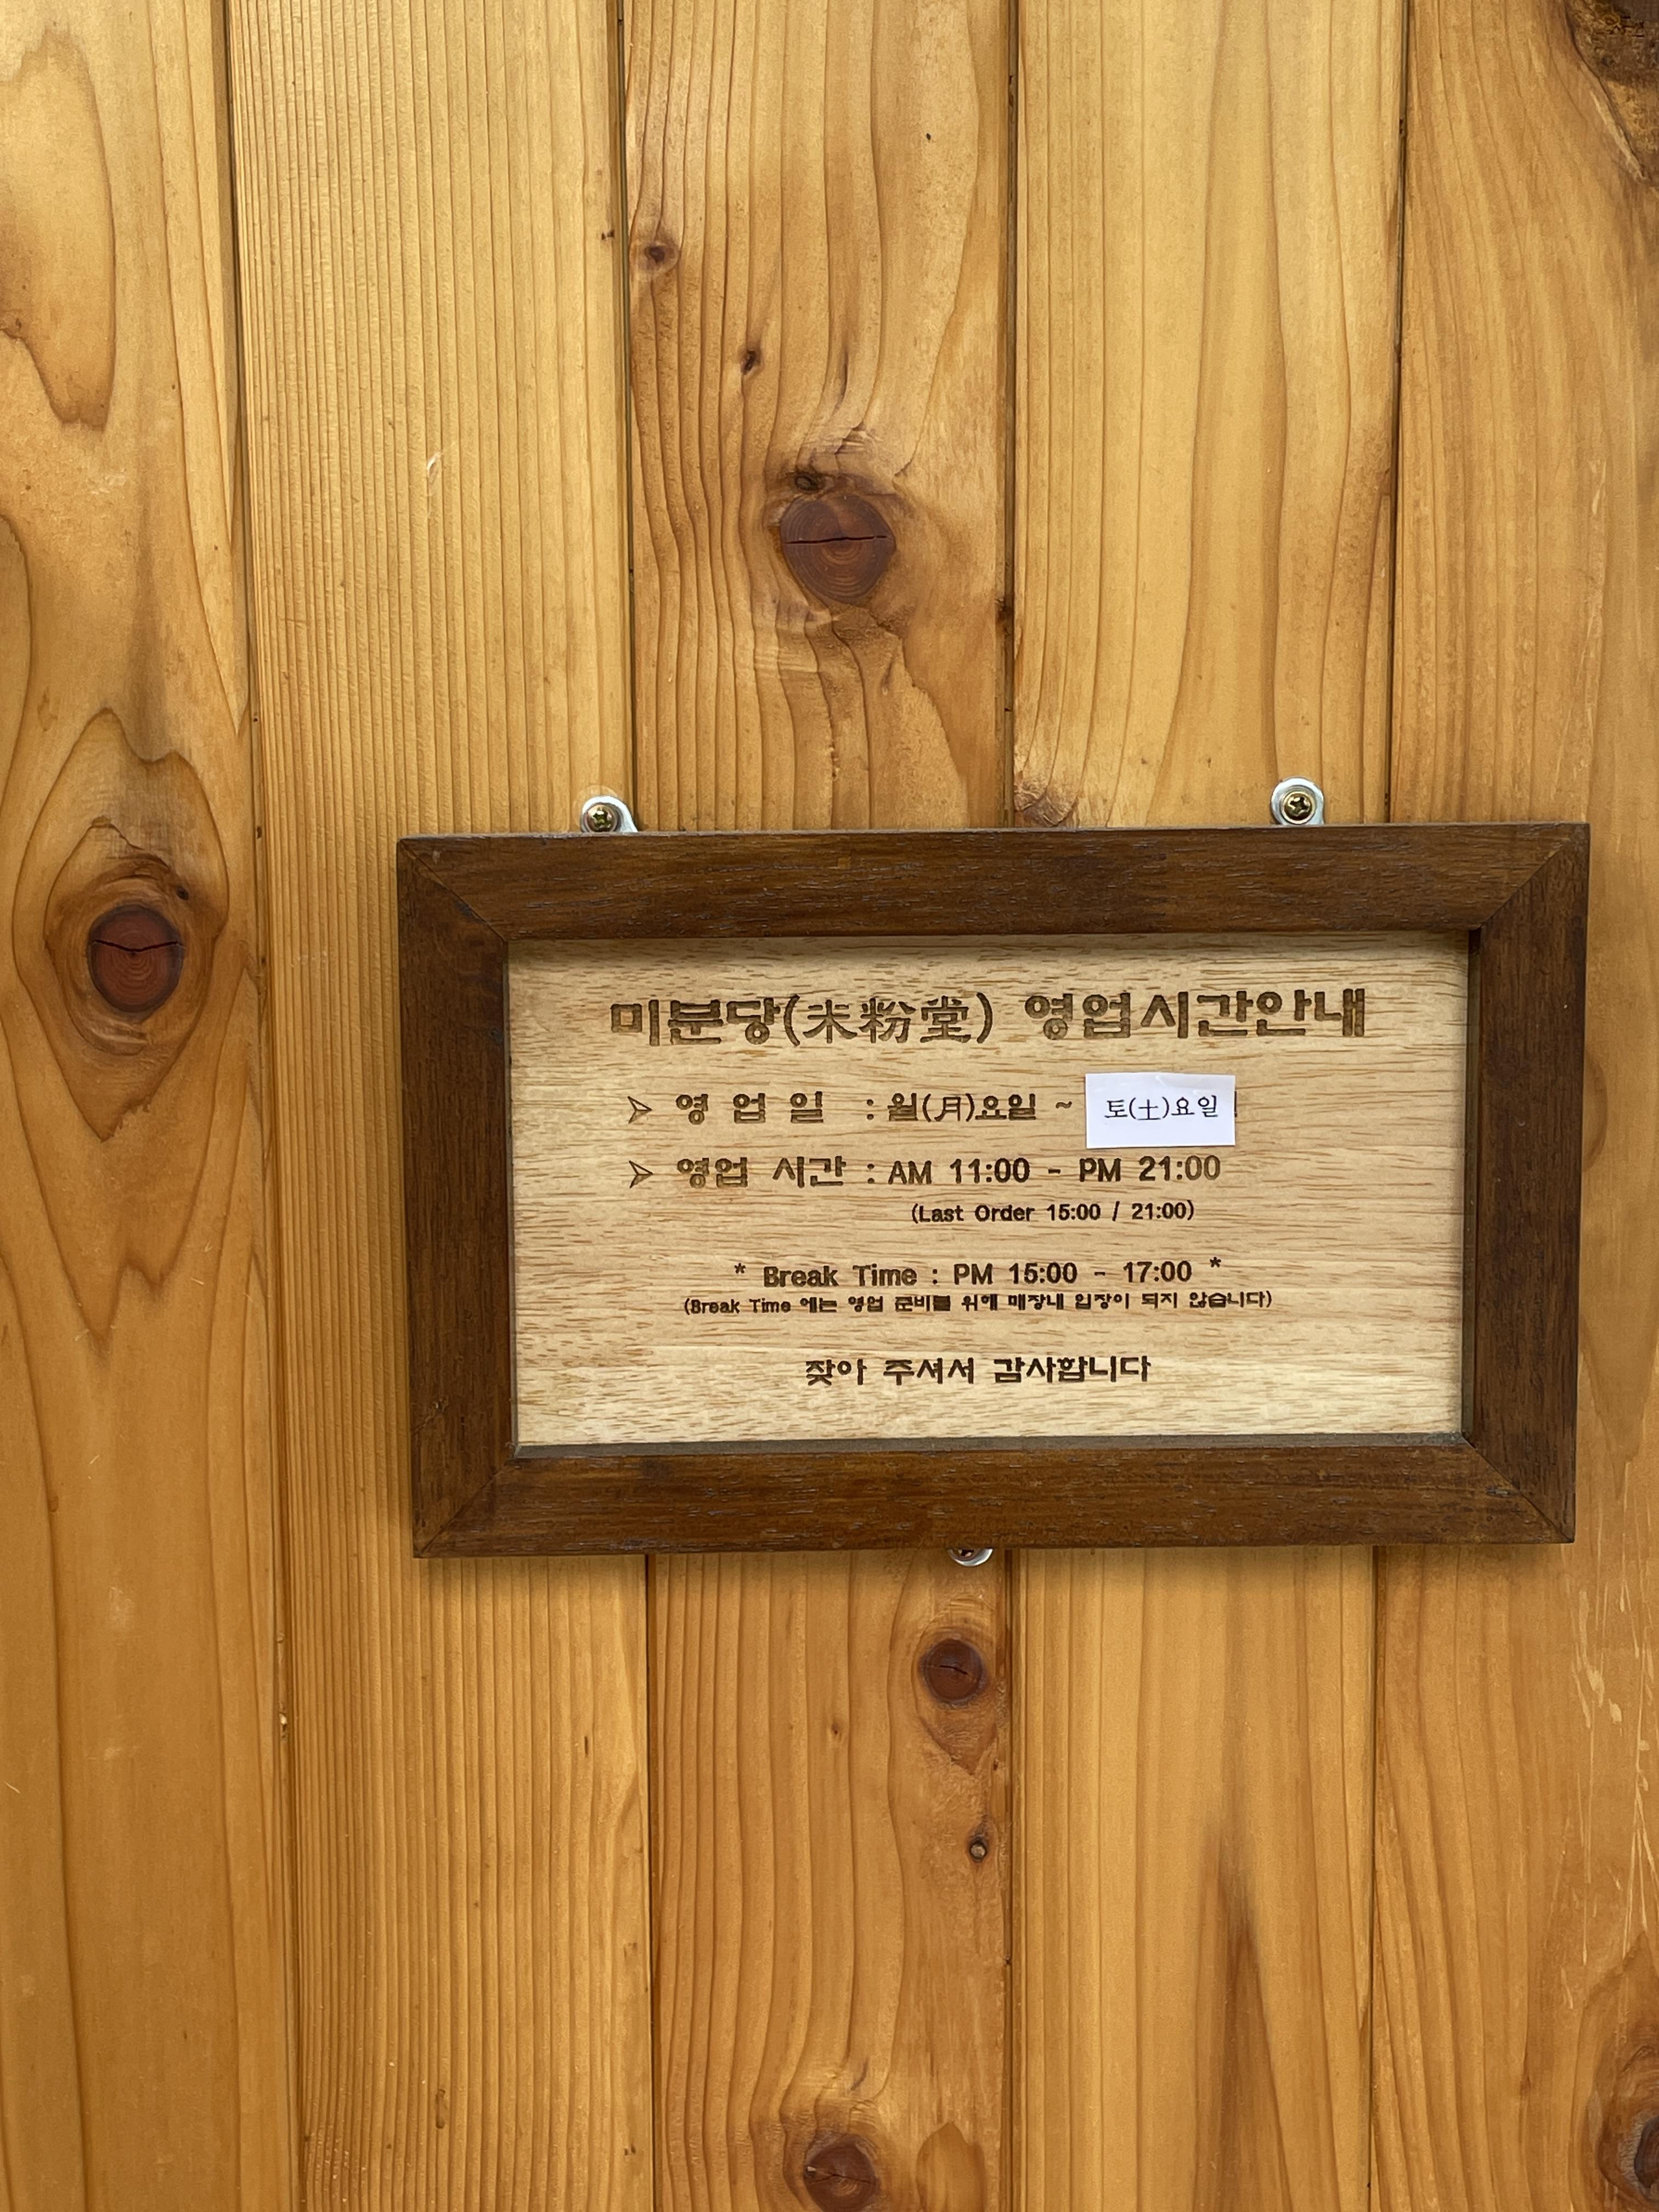 미분당(未粉堂) 영업시간안내
➢ 영 업 일 : 월(月)요일 ~ 토(土)요일
➢ 영업 시간 : AM 11:00 - PM 21:00
(Last Order 15:00 / 21:00)
* Break Time : PM 15:00 - 17:00 *
(Break Time 에는 영업 준비를 위해 매장내 입장이 되지 않습니다)
찾아 주셔서 감사합니다